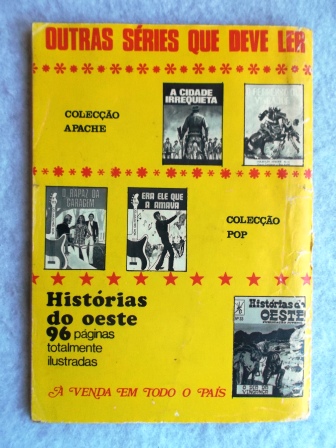 OUTRAS SÉRIES QUE DEVE LER
COLECÇÃO
APACHE
A CIDADE
IRREQUIETA
O RAPAZ DA
GARAGEM
ERA ELE QUE
A AMAVA
COLECÇÃO
POP
Histórias
do oeste
96 páginas
totalmente
ilustradas
Histórias do
OESTE
À VENDA EM TODO O PAÍS